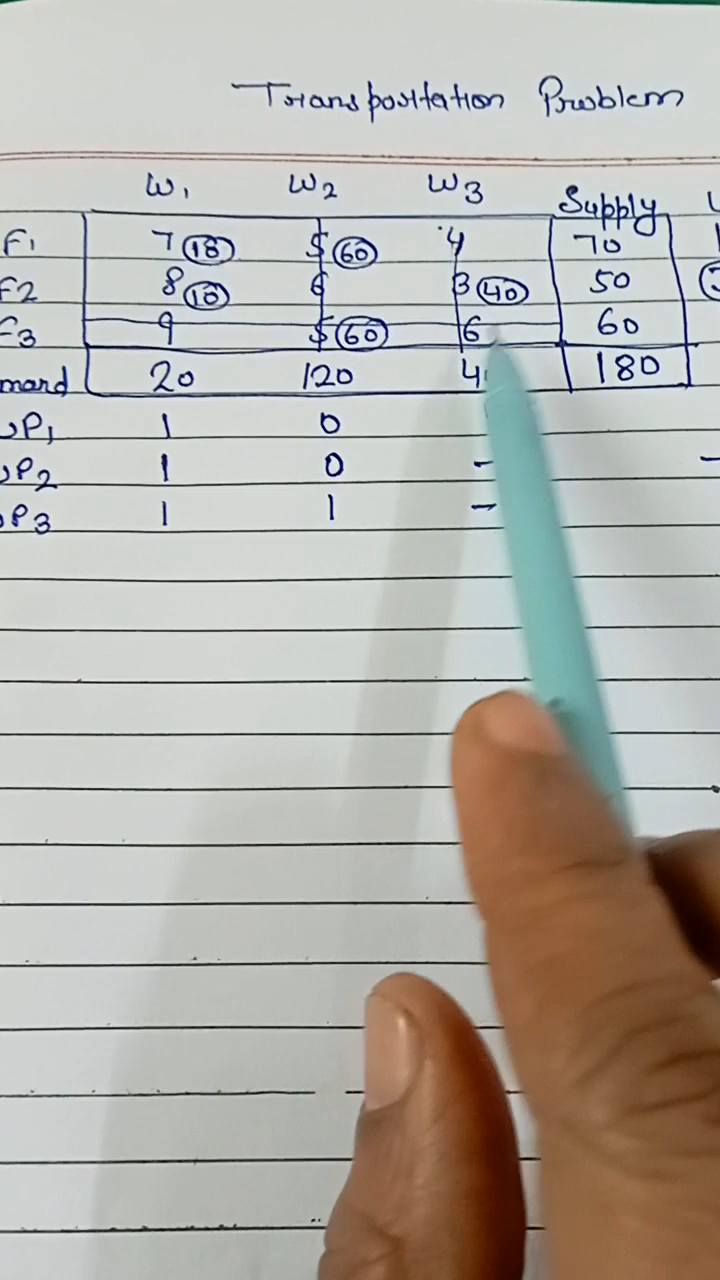 Transportation Problem
W1 W2 W3 Supply
F1 7 (10) 5 (60) 4 70
F2 8 (10) 6 3 (40) 50
F3 9 5 (60) 6 60
mand 20 120 4 180
P1 1 0
P2 1 0 - -
P3 1 1 -